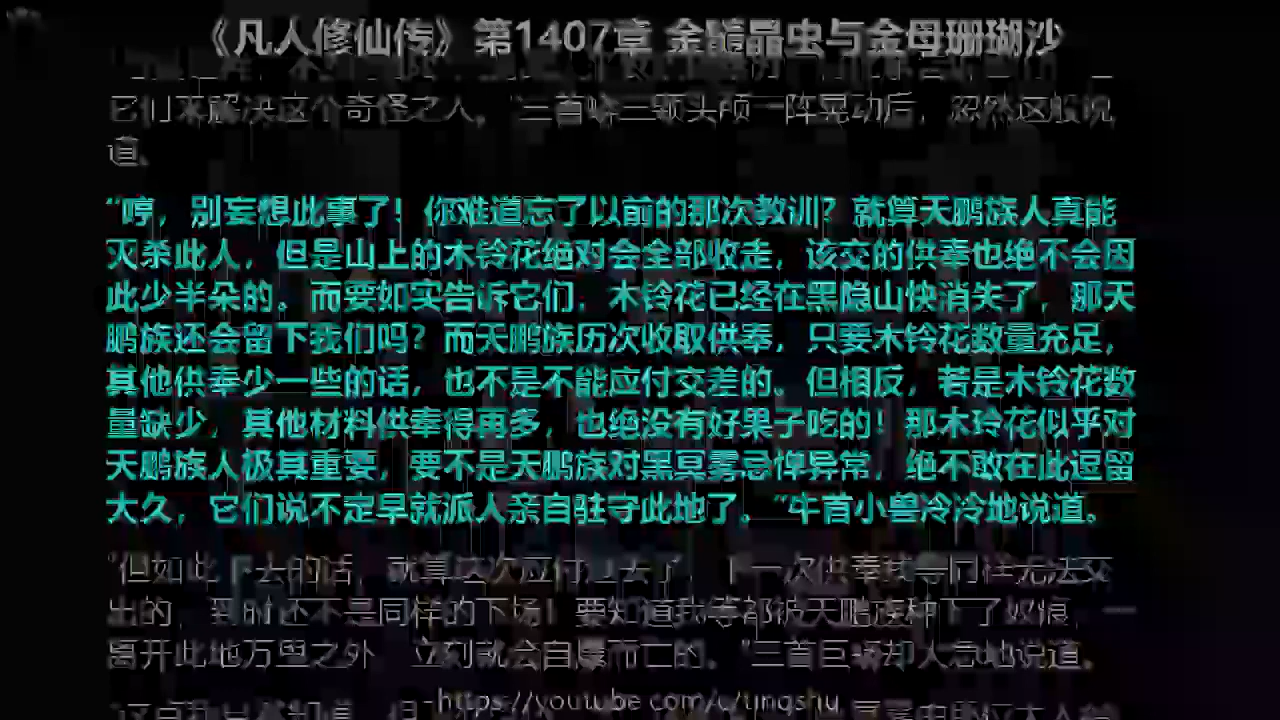 《凡人修仙传》第1407章 金髓晶虫与金母珊瑚沙
它们来解决这个奇怪之人。”三首蟒三颗头颅一阵晃动后，忽然这般说
道。
“哼，别妄想此事了！你难道忘了以前的那次教训？就算天鹏族人真能
灭杀此人，但是山上的木铃花绝对会全部收走，该交的供奉也绝不会因
此少半朵的。而要如实告诉它们，木铃花已经在黑隐山快消失了，那天
鹏族还会留下我们吗？而天鹏族历次收取供奉，只要木铃花数量充足，
其他供奉少一些的话，也不是不能应付交差的。但相反，若是木铃花数
量缺少，其他材料供奉得再多，也绝没有好果子吃的！那木玲花似乎对
天鹏族人极其重要，要不是天鹏族对黑冥雾忌惮异常，绝不敢在此逗留
大久，它们说不定早就派人亲自驻守此地了。”牛首小兽冷冷地说道。
“但如此下去的话，就算这次应付过去了，下一次供奉我等同样无法交
出的，到时还不是同样的下场！要知道我等都被天鹏族种下了奴痕，一
离开此地万里之外，立刻就会自爆而亡的。”三首巨蟒却大急地说道。
https://youtube.com/c/tingshu